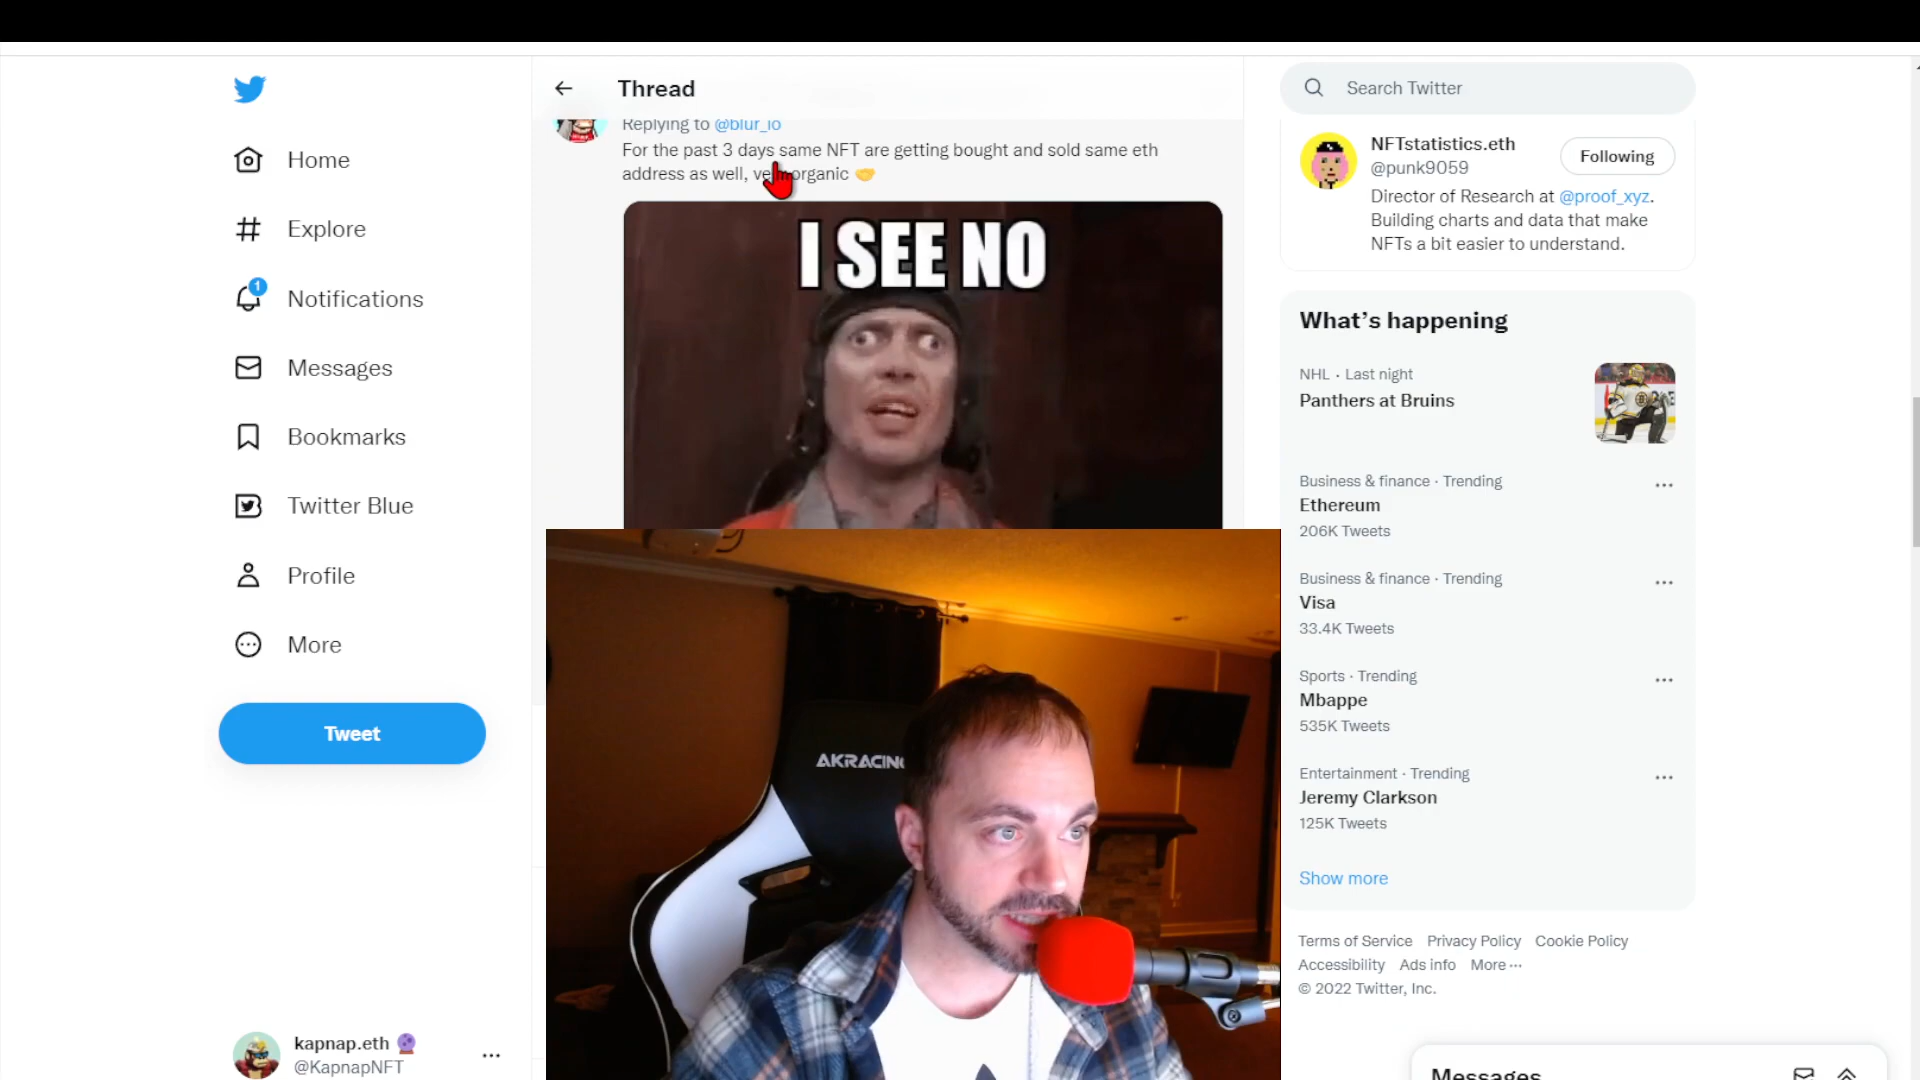 Home
Explore
1
Notifications
Messages
Bookmarks
Twitter Blue
Profile
More
Tweet
kapnap.eth
@KapnapNFT
Thread
Replying to @blur_io
For the past 3 days same NFT are getting bought and sold same eth
address as well, organic
I SEE NO
AKRACING
Search Twitter
NFTstatistics.eth
@punk9059
Following
Director of Research at @proof_xyz.
Building charts and data that make
NFTs a bit easier to understand.
What's happening
NHL · Last night
Panthers at Bruins
Business & finance · Trending
Ethereum
206K Tweets
Business & finance · Trending
Visa
33.4K Tweets
Sports · Trending
Mbappe
535K Tweets
Entertainment · Trending
Jeremy Clarkson
125K Tweets
Show more
Terms of Service Privacy Policy Cookie Policy
Accessibility Ads info More ···
© 2022 Twitter, Inc.
Messages